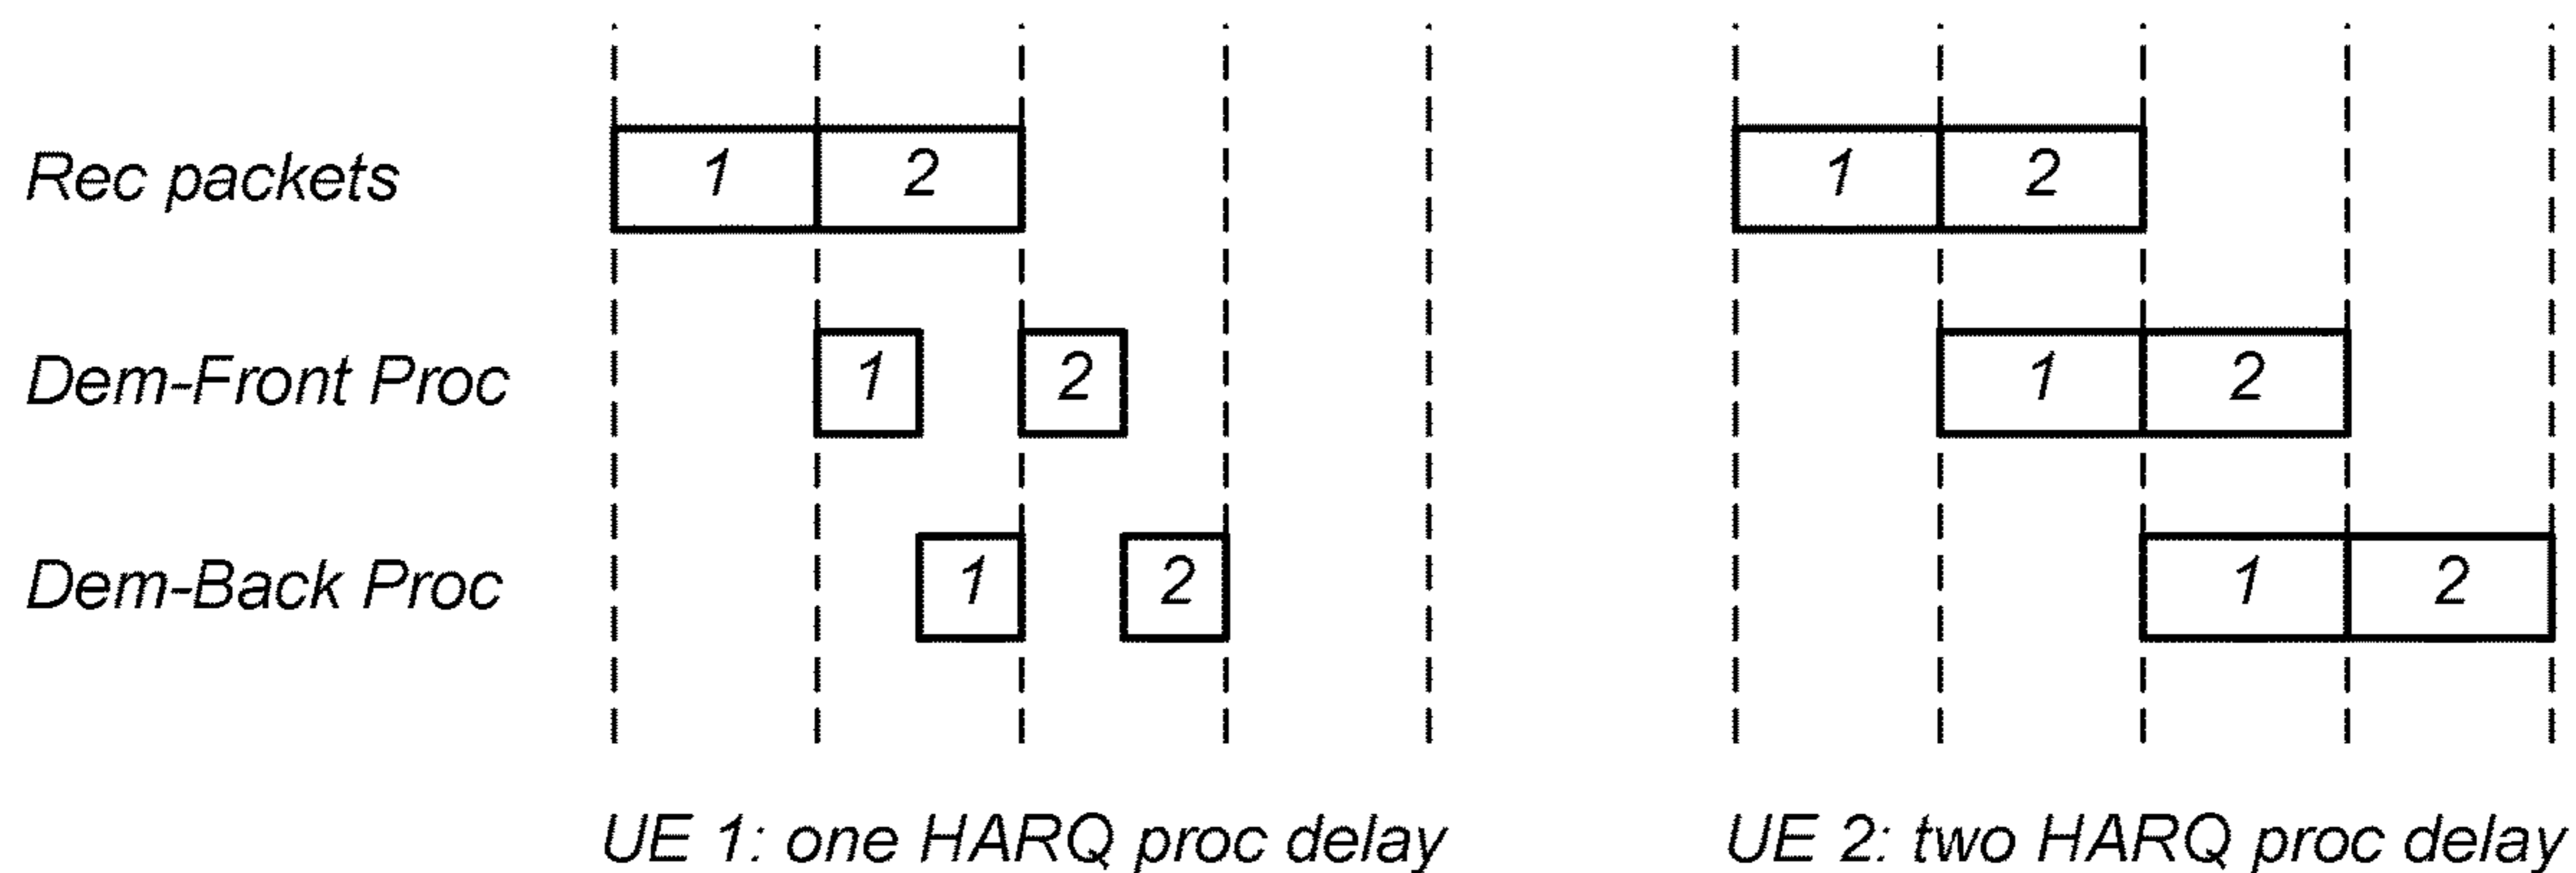 Rec packets 1 2 1 2
Dem-Front Proc 1 2 1 2
Dem-Back Proc 1 2 1 2
UE 1: one HARQ proc delay
UE 2: two HARQ proc delay